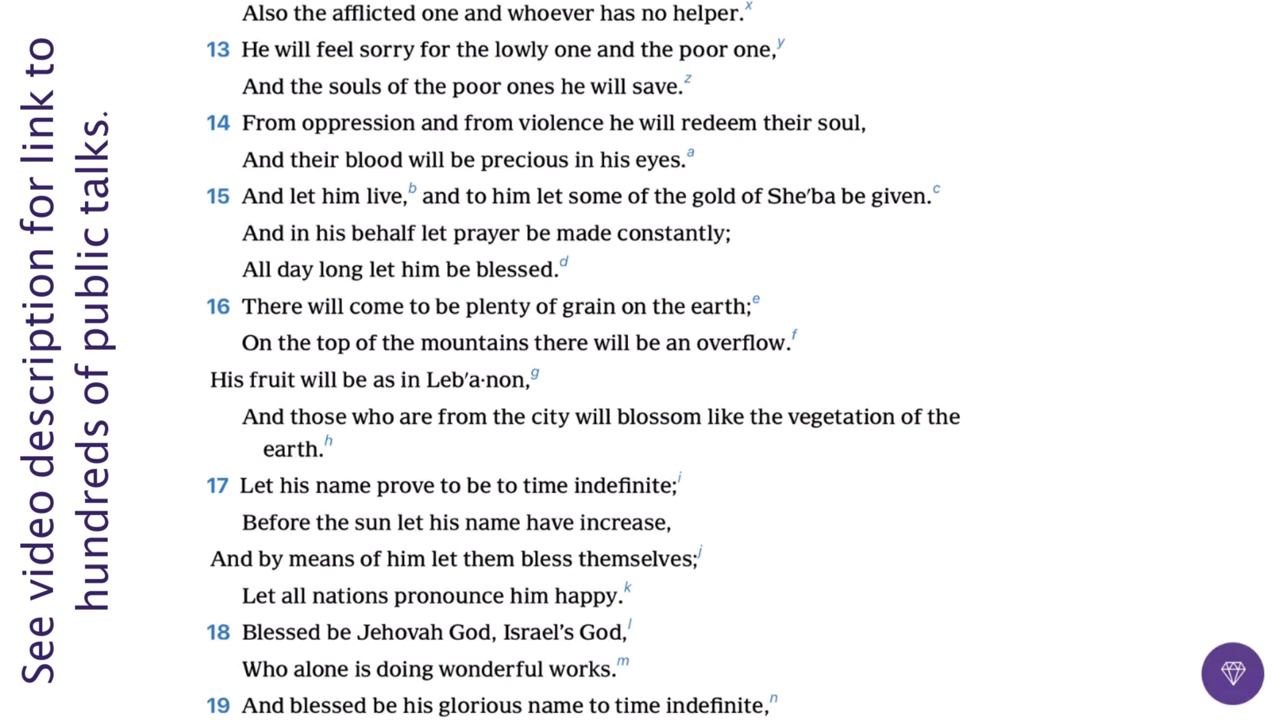 See video description for link to
hundreds of public talks.
Also the afflicted one and whoever has no helper.x
13 He will feel sorry for the lowly one and the poor one,y
And the souls of the poor ones he will save.z
14 From oppression and from violence he will redeem their soul,
And their blood will be precious in his eyes.a
15 And let him live,b and to him let some of the gold of She′ba be given.c
And in his behalf let prayer be made constantly;
All day long let him be blessed.d
16 There will come to be plenty of grain on the earth;e
On the top of the mountains there will be an overflow.f
His fruit will be as in Leb′a·non,g
And those who are from the city will blossom like the vegetation of the
earth.h
17 Let his name prove to be to time indefinite;i
Before the sun let his name have increase,
And by means of him let them bless themselves;j
Let all nations pronounce him happy.k
18 Blessed be Jehovah God, Israel’s God,l
Who alone is doing wonderful works.m
19 And blessed be his glorious name to time indefinite,n